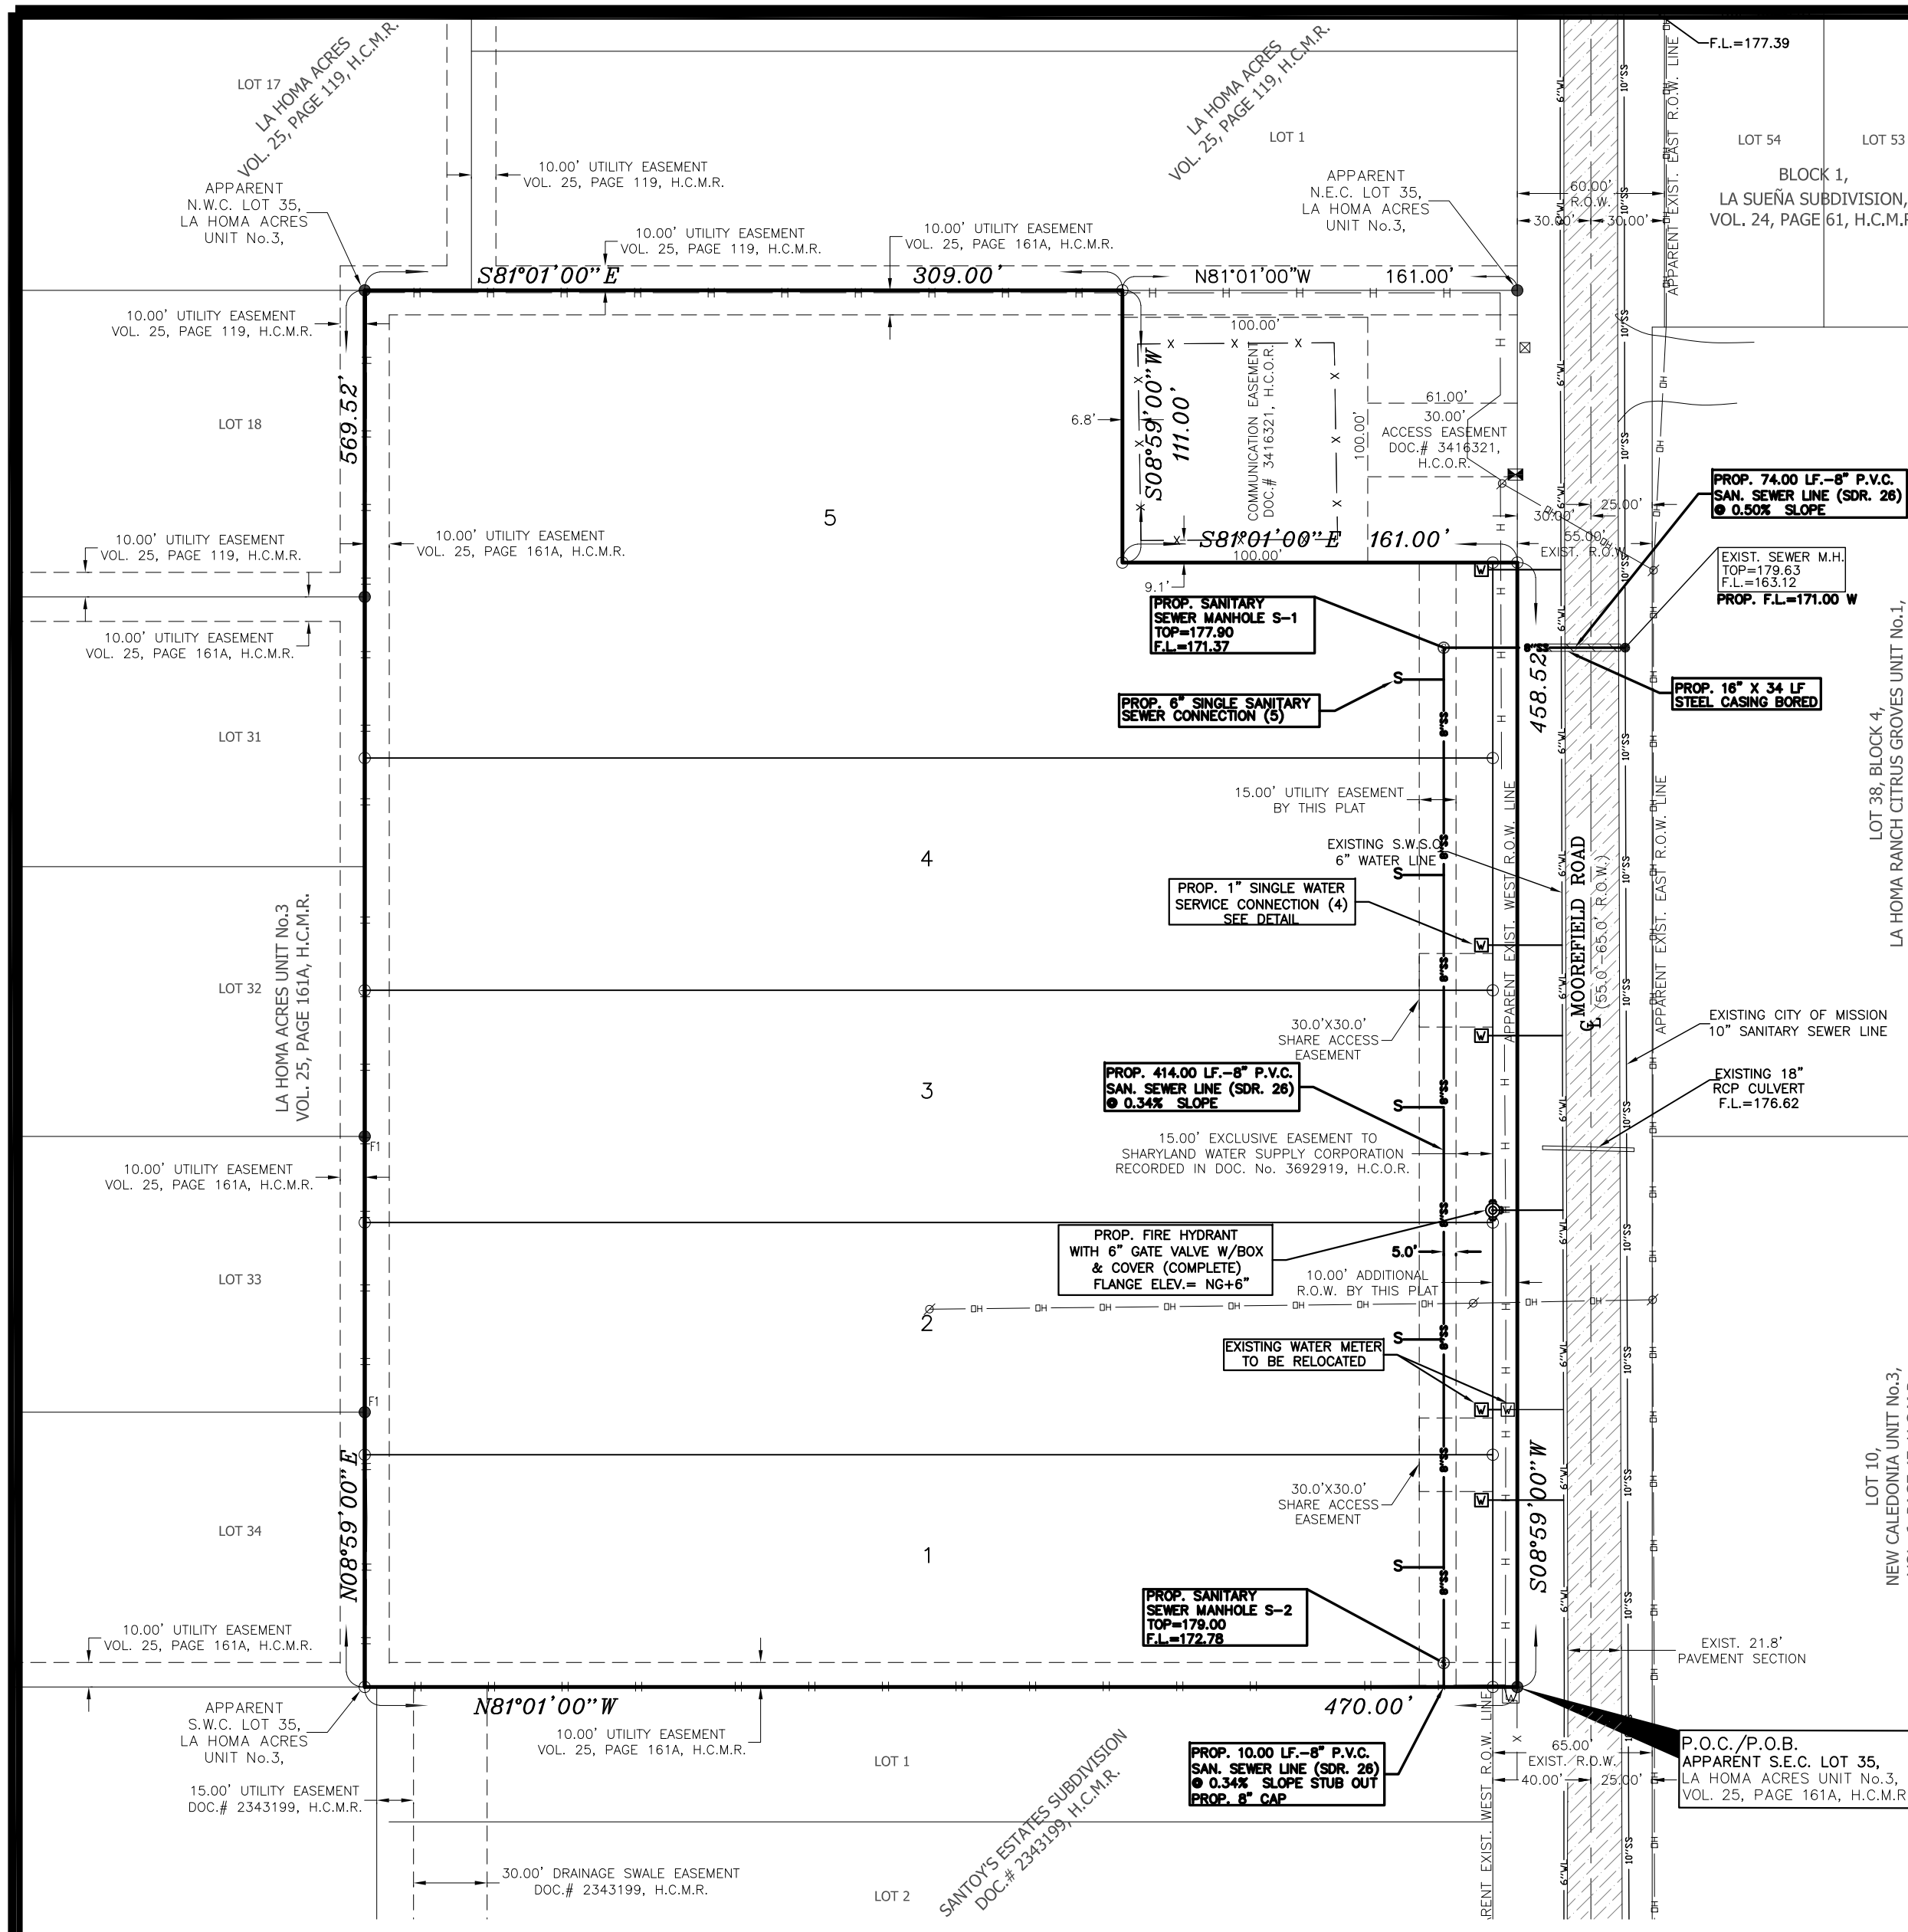 LOT 17
LA HOMA ACRES
VOL. 25, PAGE 119, H.C.M.R.
LA HOMA ACRES
VOL. 25, PAGE 119, H.C.M.R.
LOT 1
F.L.=177.39
APPARENT EXIST. EAST R.O.W. LINE
LOT 54
LOT 53
BLOCK 1,
LA SUEÑA SUBDIVISION,
VOL. 24, PAGE 61, H.C.M.R
60.00'
R.O.W.
30.00'
30.00'
10.00' UTILITY EASEMENT
VOL. 25, PAGE 119, H.C.M.R.
APPARENT
N.W.C. LOT 35,
LA HOMA ACRES
UNIT No.3,
10.00' UTILITY EASEMENT
VOL. 25, PAGE 119, H.C.M.R.
10.00' UTILITY EASEMENT
VOL. 25, PAGE 161A, H.C.M.R.
APPARENT
N.E.C. LOT 35,
LA HOMA ACRES
UNIT No.3,
S81°01'00"E
309.00'
N81°01'00"W
161.00'
10.00' UTILITY EASEMENT
VOL. 25, PAGE 119, H.C.M.R.
569.52'
LOT 18
5
6.8'
S08°59'00"W
111.00'
100.00'
COMMUNICATION EASEMENT
DOC.# 3416321, H.C.O.R.
100.00'
61.00'
30.00'
ACCESS EASEMENT
DOC.# 3416321,
H.C.O.R.
PROP. 74.00 LF.-8" P.V.C.
SAN. SEWER LINE (SDR. 26)
@ 0.50% SLOPE
25.00'
30.00'
55.00'
EXIST. R.O.W.
10.00' UTILITY EASEMENT
VOL. 25, PAGE 119, H.C.M.R.
10.00' UTILITY EASEMENT
VOL. 25, PAGE 161A, H.C.M.R.
S81°01'00"E
161.00'
100.00'
9.1'
EXIST. SEWER M.H.
TOP=179.63
F.L.=163.12
PROP. F.L.=171.00 W
PROP. SANITARY
SEWER MANHOLE S-1
TOP=177.90
F.L.=171.37
8"SS
10.00' UTILITY EASEMENT
VOL. 25, PAGE 161A, H.C.M.R.
458.52'
PROP. 16" X 34 LF
STEEL CASING BORED
PROP. 6" SINGLE SANITARY
SEWER CONNECTION (5)
S
LOT 38, BLOCK 4,
LA HOMA RANCH CITRUS GROVES UNIT No.1,
LOT 31
15.00' UTILITY EASEMENT
BY THIS PLAT
APPARENT EXIST. WEST R.O.W. LINE
APPARENT EXIST. EAST R.O.W. LINE
4
EXISTING S.W.S.C
6" WATER LINE
S
MOOREFIELD ROAD
(55.0'-65.0' R.O.W.)
PROP. 1" SINGLE WATER
SERVICE CONNECTION (4)
SEE DETAIL
W
LA HOMA ACRES UNIT No.3
VOL. 25, PAGE 161A, H.C.M.R.
LOT 32
30.0'X30.0'
SHARE ACCESS
EASEMENT
W
EXISTING CITY OF MISSION
10" SANITARY SEWER LINE
3
PROP. 414.00 LF.-8" P.V.C.
SAN. SEWER LINE (SDR. 26)
@ 0.34% SLOPE
S
EXISTING 18"
RCP CULVERT
F.L.=176.62
15.00' EXCLUSIVE EASEMENT TO
SHARYLAND WATER SUPPLY CORPORATION
RECORDED IN DOC. No. 3692919, H.C.O.R.
F1
10.00' UTILITY EASEMENT
VOL. 25, PAGE 161A, H.C.M.R.
PROP. FIRE HYDRANT
WITH 6" GATE VALVE W/BOX
& COVER (COMPLETE)
FLANGE ELEV.= NG+6"
5.0'
LOT 33
10.00' ADDITIONAL
R.O.W. BY THIS PLAT
2
EXISTING WATER METER
TO BE RELOCATED
S
F1
W
W
LOT 10,
NEW CALEDONIA UNIT No.3,
N08°59'00"E
S08°59'00"W
30.0'X30.0'
SHARE ACCESS
EASEMENT
W
LOT 34
1
S
PROP. SANITARY
SEWER MANHOLE S-2
TOP=179.00
F.L.=172.78
10.00' UTILITY EASEMENT
VOL. 25, PAGE 161A, H.C.M.R.
EXIST. 21.8'
PAVEMENT SECTION
N81°01'00"W
470.00'
APPARENT
S.W.C. LOT 35,
LA HOMA ACRES
UNIT No.3,
10.00' UTILITY EASEMENT
VOL. 25, PAGE 161A, H.C.M.R.
LOT 1
PROP. 10.00 LF.-8" P.V.C.
SAN. SEWER LINE (SDR. 26)
@ 0.34% SLOPE STUB OUT
PROP. 8" CAP
65.00'
EXIST. R.O.W.
40.00'
25.00'
P.O.C./P.O.B.
APPARENT S.E.C. LOT 35,
LA HOMA ACRES UNIT No.3,
VOL. 25, PAGE 161A, H.C.M.R
15.00' UTILITY EASEMENT
DOC.# 2343199, H.C.M.R.
SANTOY'S ESTATES SUBDIVISION
DOC.# 2343199, H.C.M.R.
RENT EXIST. WEST R.O.W. LINE
30.00' DRAINAGE SWALE EASEMENT
DOC.# 2343199, H.C.M.R.
LOT 2